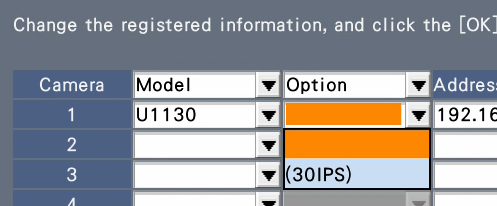 Change the registered information, and click the [OK]
Camera Model Option Address
1 U1130 192.16
2
3 (30IPS)
4